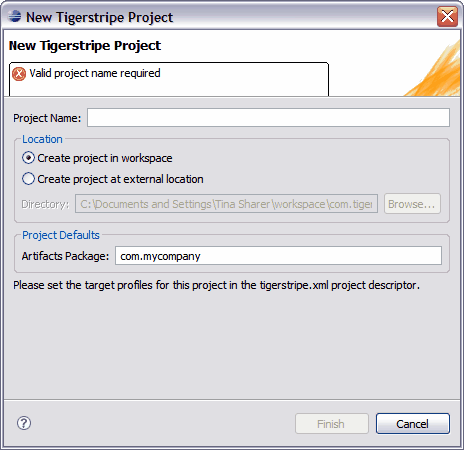 New Tigerstripe Project
New Tigerstripe Project
Valid project name required
Project Name:
Location
Create project in workspace
Create project at external location
Directory: C:\Documents and Settings\Tina Sharer\workspace\com.tiger Browse...
Project Defaults
Artifacts Package: com.mycompany
Please set the target profiles for this project in the tigerstripe.xml project descriptor.
? Finish Cancel